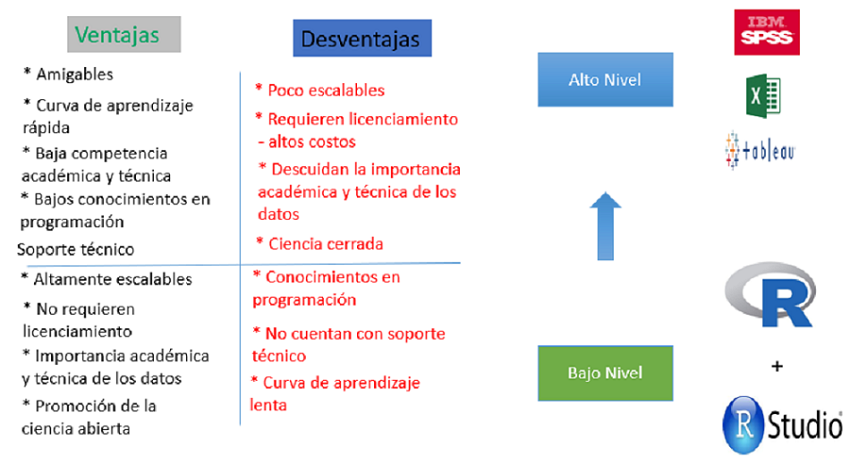 Ventajas
Desventajas
* Amigables
* Curva de aprendizaje
rápida
* Baja competencia
académica y técnica
* Bajos conocimientos en
programación
Soporte técnico
* Poco escalables
* Requieren licenciamiento
- altos costos
* Descuidan la importancia
académica y técnica de los
datos
* Ciencia cerrada
* Altamente escalables
* No requieren
licenciamiento
* Importancia académica
y técnica de los datos
* Promoción de la
ciencia abierta
* Conocimientos en
programación
* No cuentan con soporte
técnico
* Curva de aprendizaje
lenta
Alto Nivel
Bajo Nivel
IBM
SPSS
X
tableau
R
+
R Studio